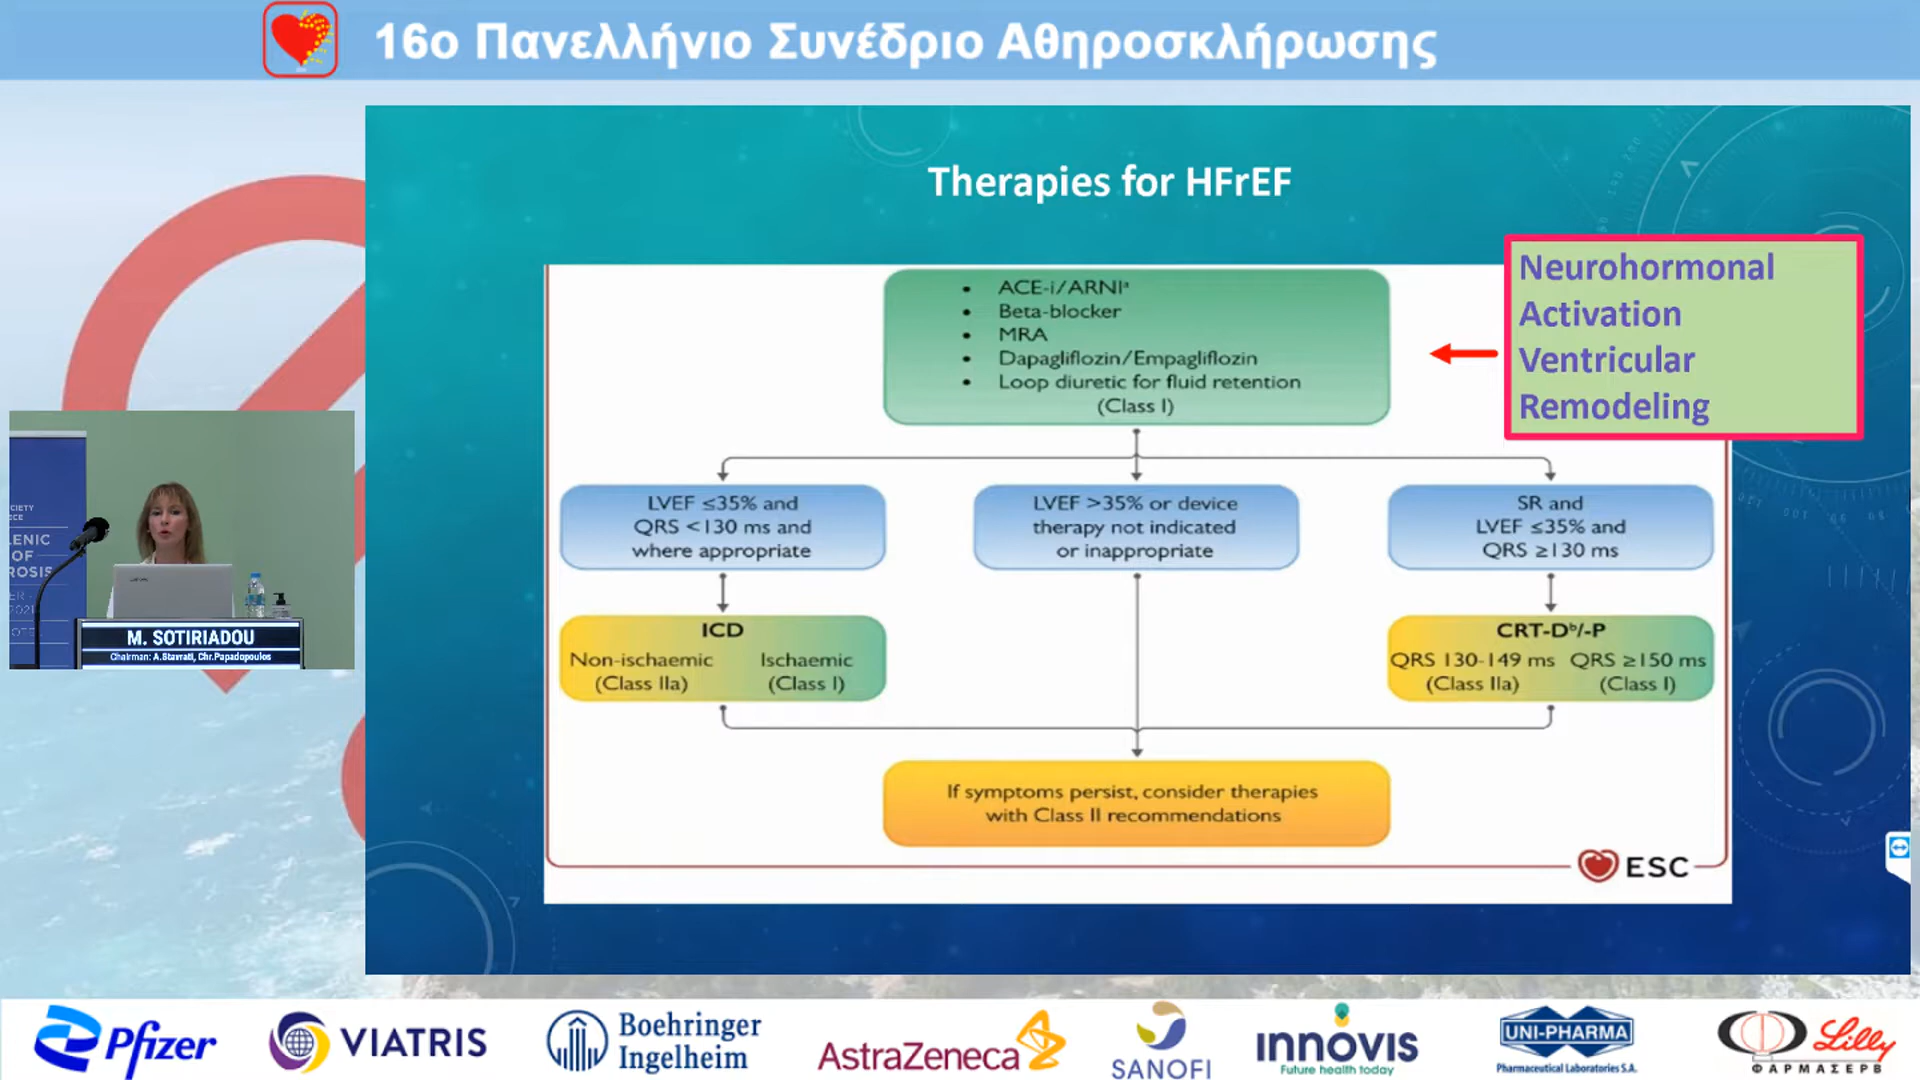 16ο Πανελλήνιο Συνέδριο Αθηροσκλήρωσης
Therapies for HFrEF
• ACE-i/ARNIᵃ
• Beta-blocker
• MRA
• Dapagliflozin/Empagliflozin
• Loop diuretic for fluid retention
(Class I)
Neurohormonal
Activation
Ventricular
Remodeling
LVEF ≤35% and
QRS <130 ms and
where appropriate
LVEF >35% or device
therapy not indicated
or inappropriate
SR and
LVEF ≤35% and
QRS ≥130 ms
ICD
Non-ischaemic Ischaemic
(Class IIa) (Class I)
CRT-Dᵇ/-P
QRS 130-149 ms QRS ≥150 ms
(Class IIa) (Class I)
If symptoms persist, consider therapies
with Class II recommendations
ESC
M. SOTIRIADOU
Chairman: A.Stavrati, Chr.Papadopoulos
Pfizer
VIATRIS
Boehringer
Ingelheim
AstraZeneca
SANOFI
INNOVIS
Future health today
UNI-PHARMA
Pharmaceutical Laboratories S.A.
Lilly
ΦΑΡΜΑΣΕΡΒ